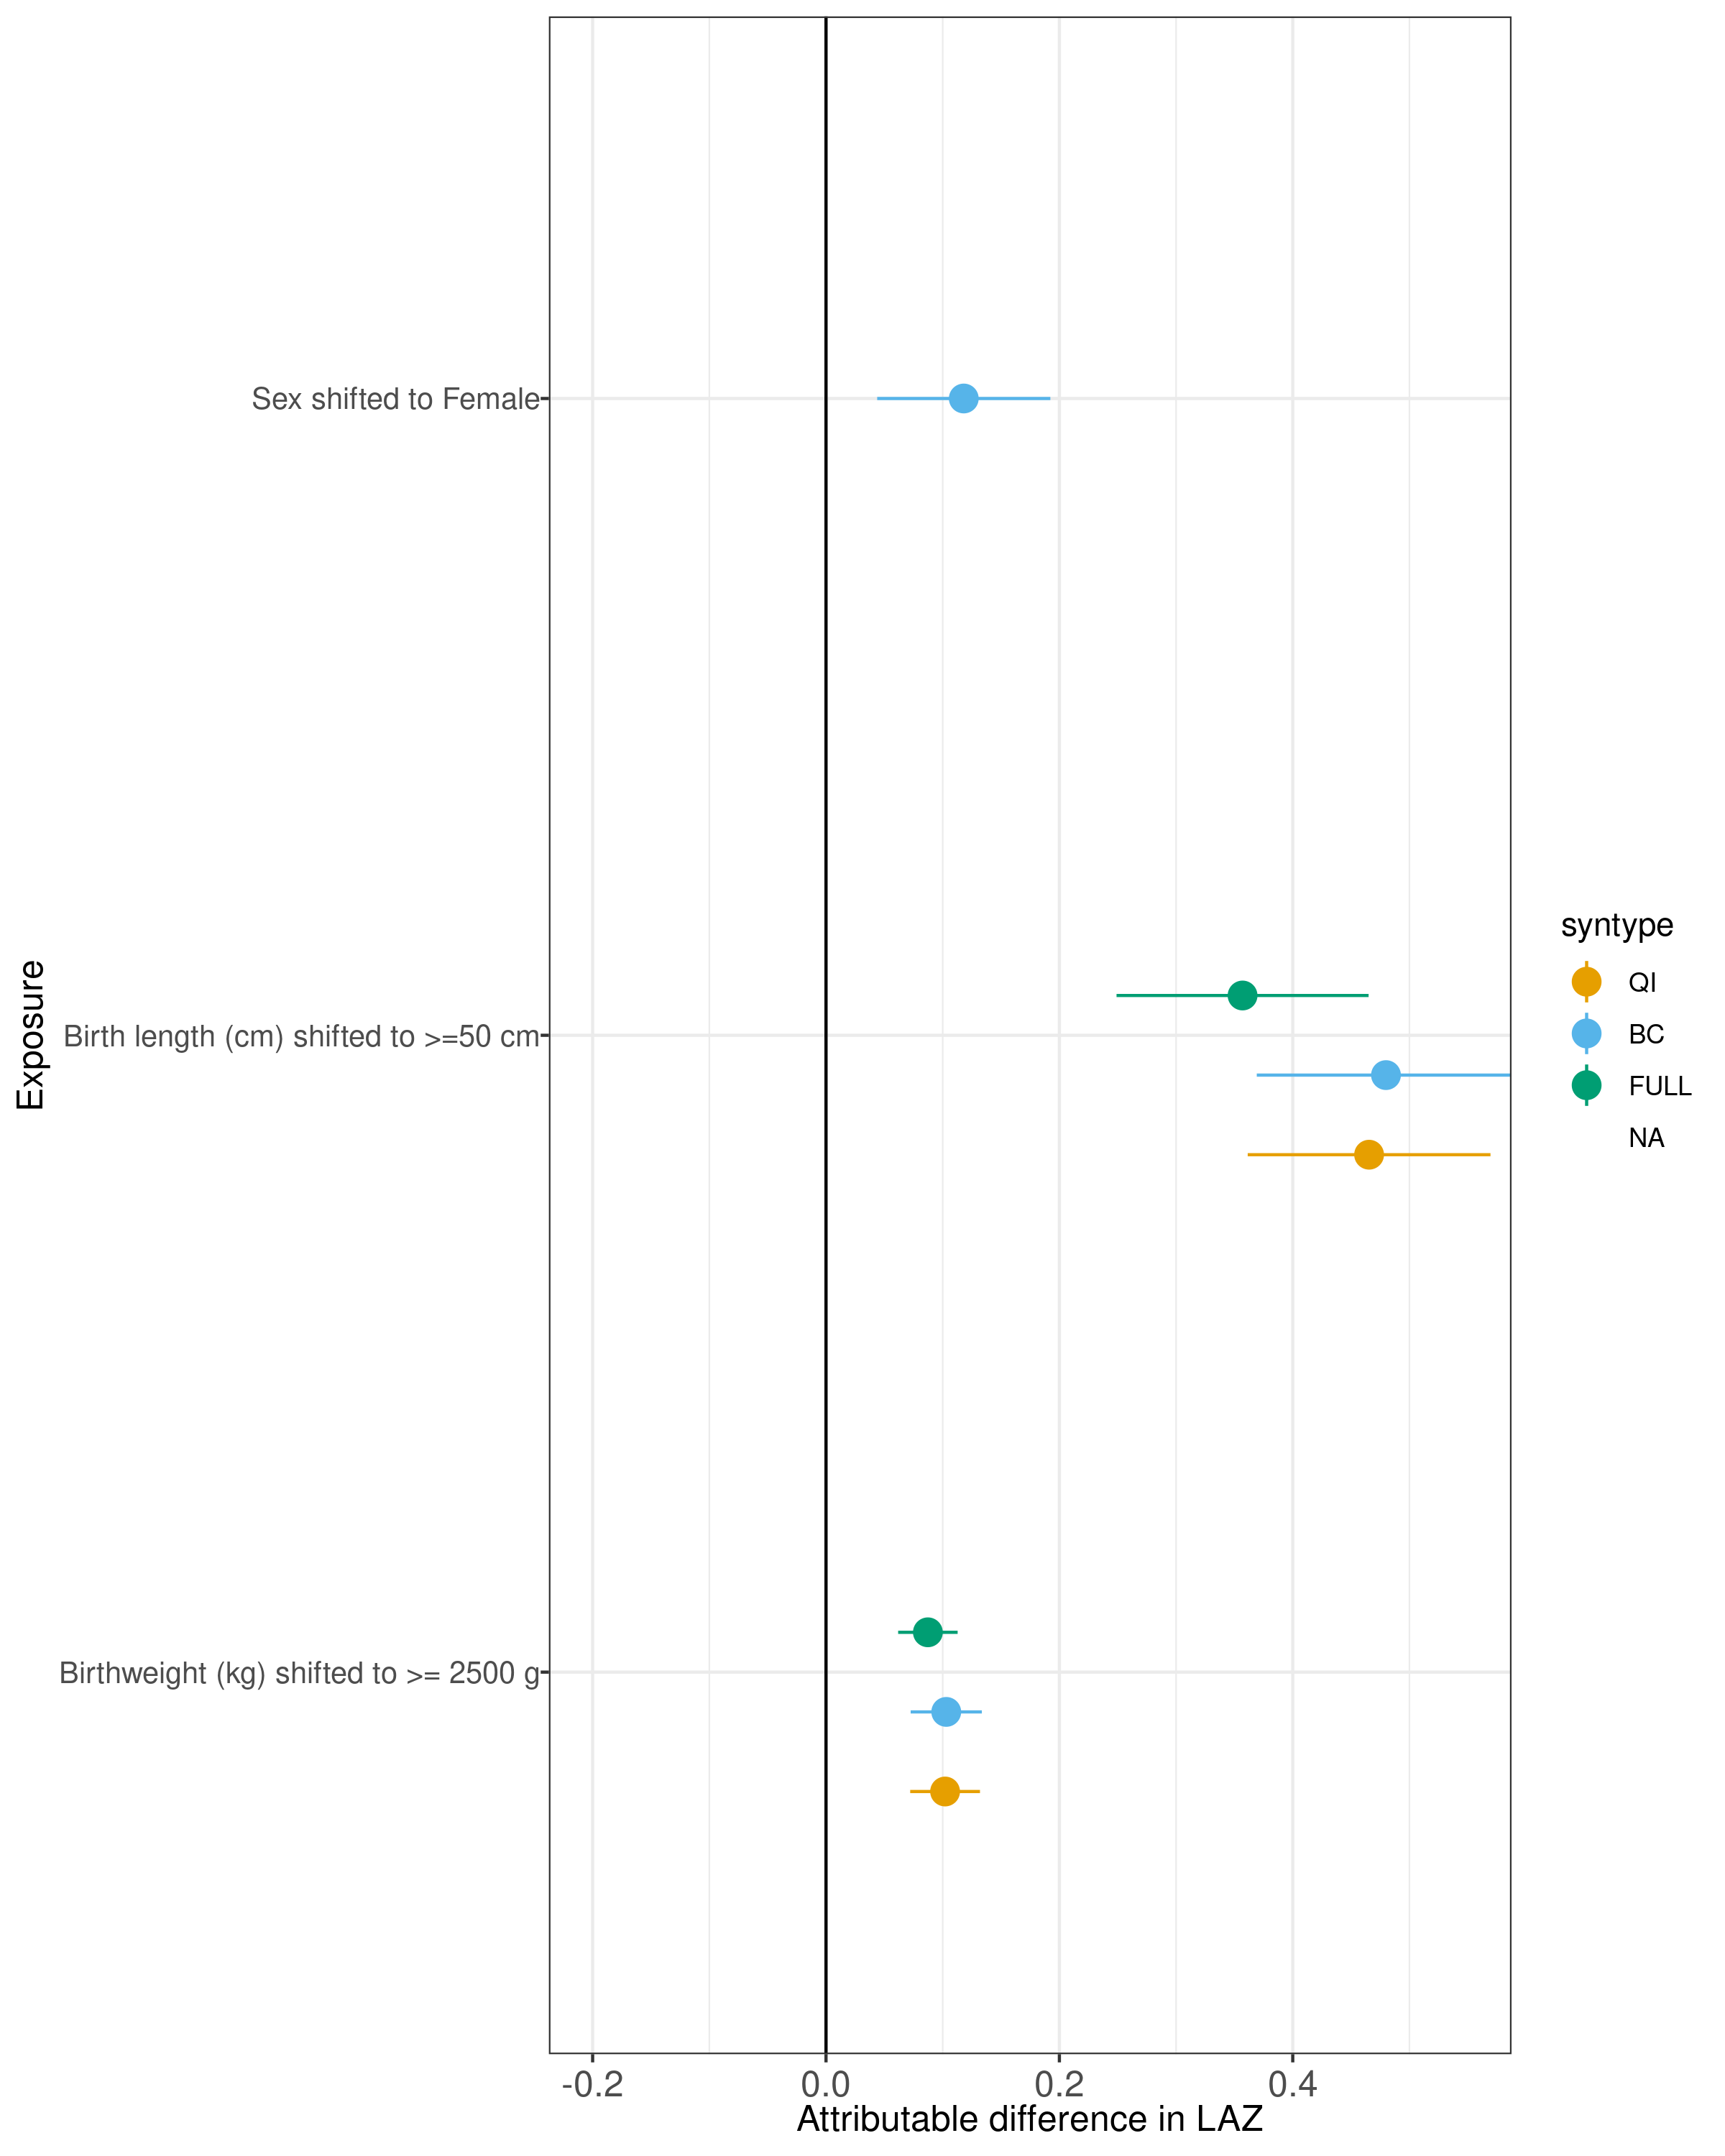 Exposure
Sex shifted to Female
Birth length (cm) shifted to >=50 cm
Birthweight (kg) shifted to >= 2500 g
-0.2
0.0
0.2
0.4
Attributable difference in LAZ
syntype
QI
BC
FULL
NA